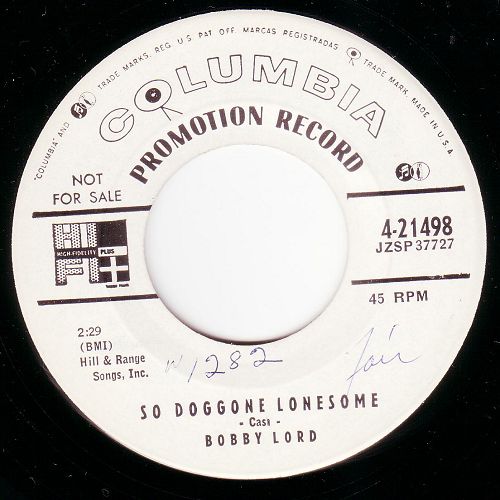 "COLUMBIA" AND TRADE MARKS, REG. U.S. PAT OFF. MARCAS REGISTRADAS TRADE MARK. MADE IN U.S.A.
COLUMBIA
PROMOTION RECORD
NOT
FOR SALE
HI
HIGH-FIDELITY PLUS
FI +
4-21498
JZSP 37727
45 RPM
2:29
(BMI)
Hill & Range
Songs, Inc.
1282
Fair
SO DOGGONE LONESOME
- Cash -
BOBBY LORD